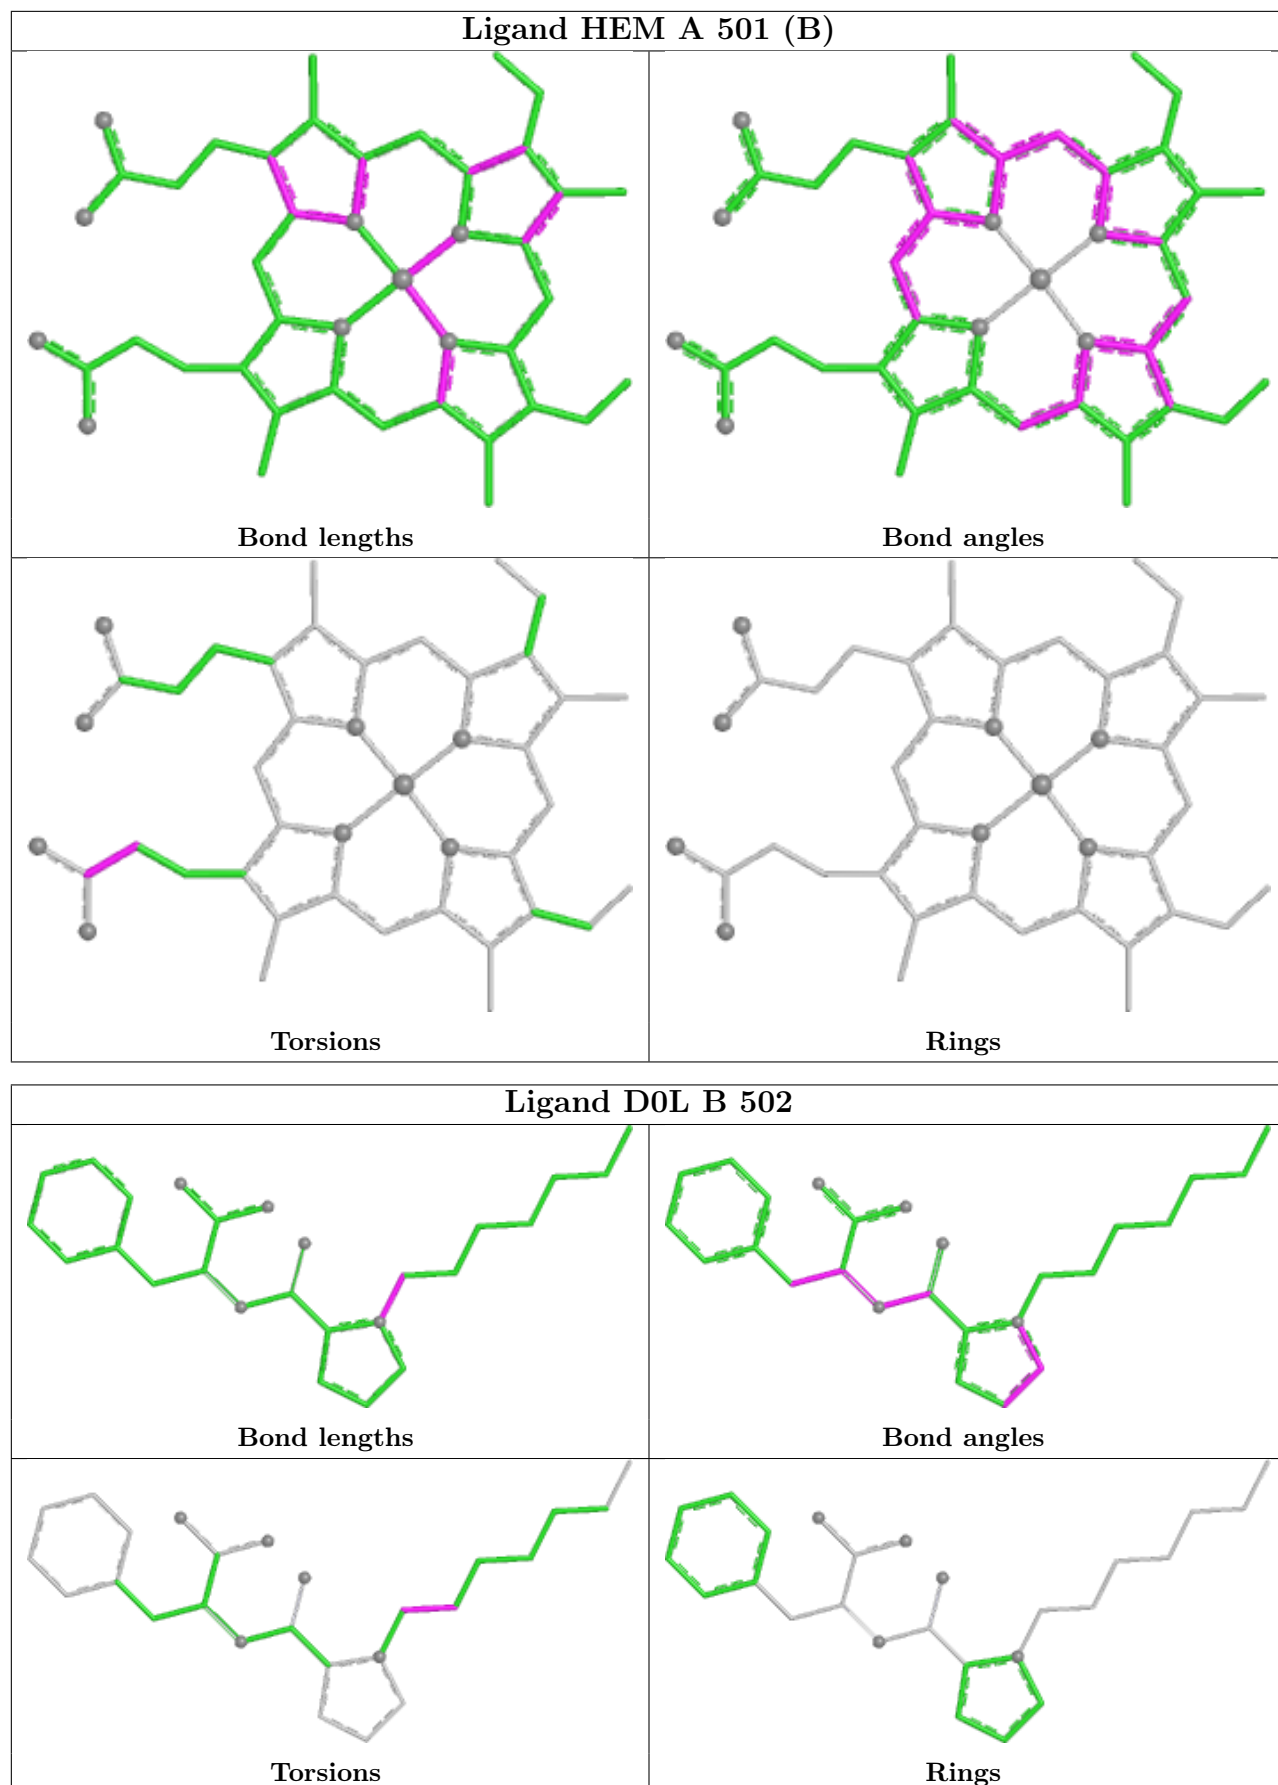 Ligand HEM A 501 (B)
Bond lengths
Bond angles
Torsions
Rings
Ligand D0L B 502
Bond lengths
Bond angles
Torsions
Rings